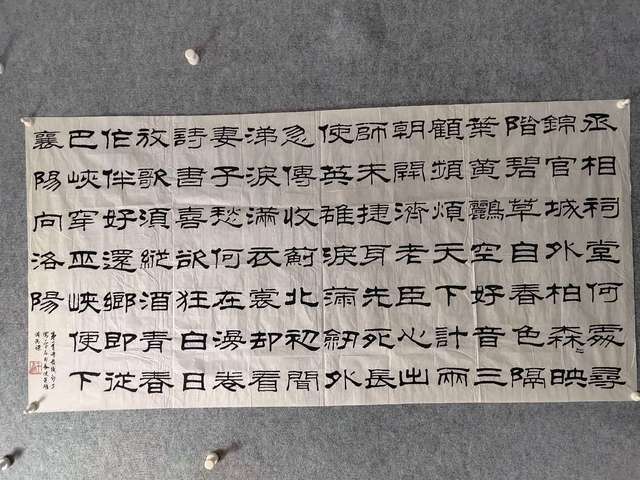 丞相祠堂何處尋
錦官城外柏森〻映
階碧草自春色隔
葉黃鸝空好音三
顧頻煩天下計兩
朝開濟老臣心出
師未捷身先死長
使英雄淚滿劒外
忽傳收薊北初聞
涕淚滿衣裳却看
妻子愁何在漫卷
詩書喜欲狂白日
放歌須縱酒青春
作伴好還鄉即從
巴峽穿巫峽便下
襄陽向洛陽